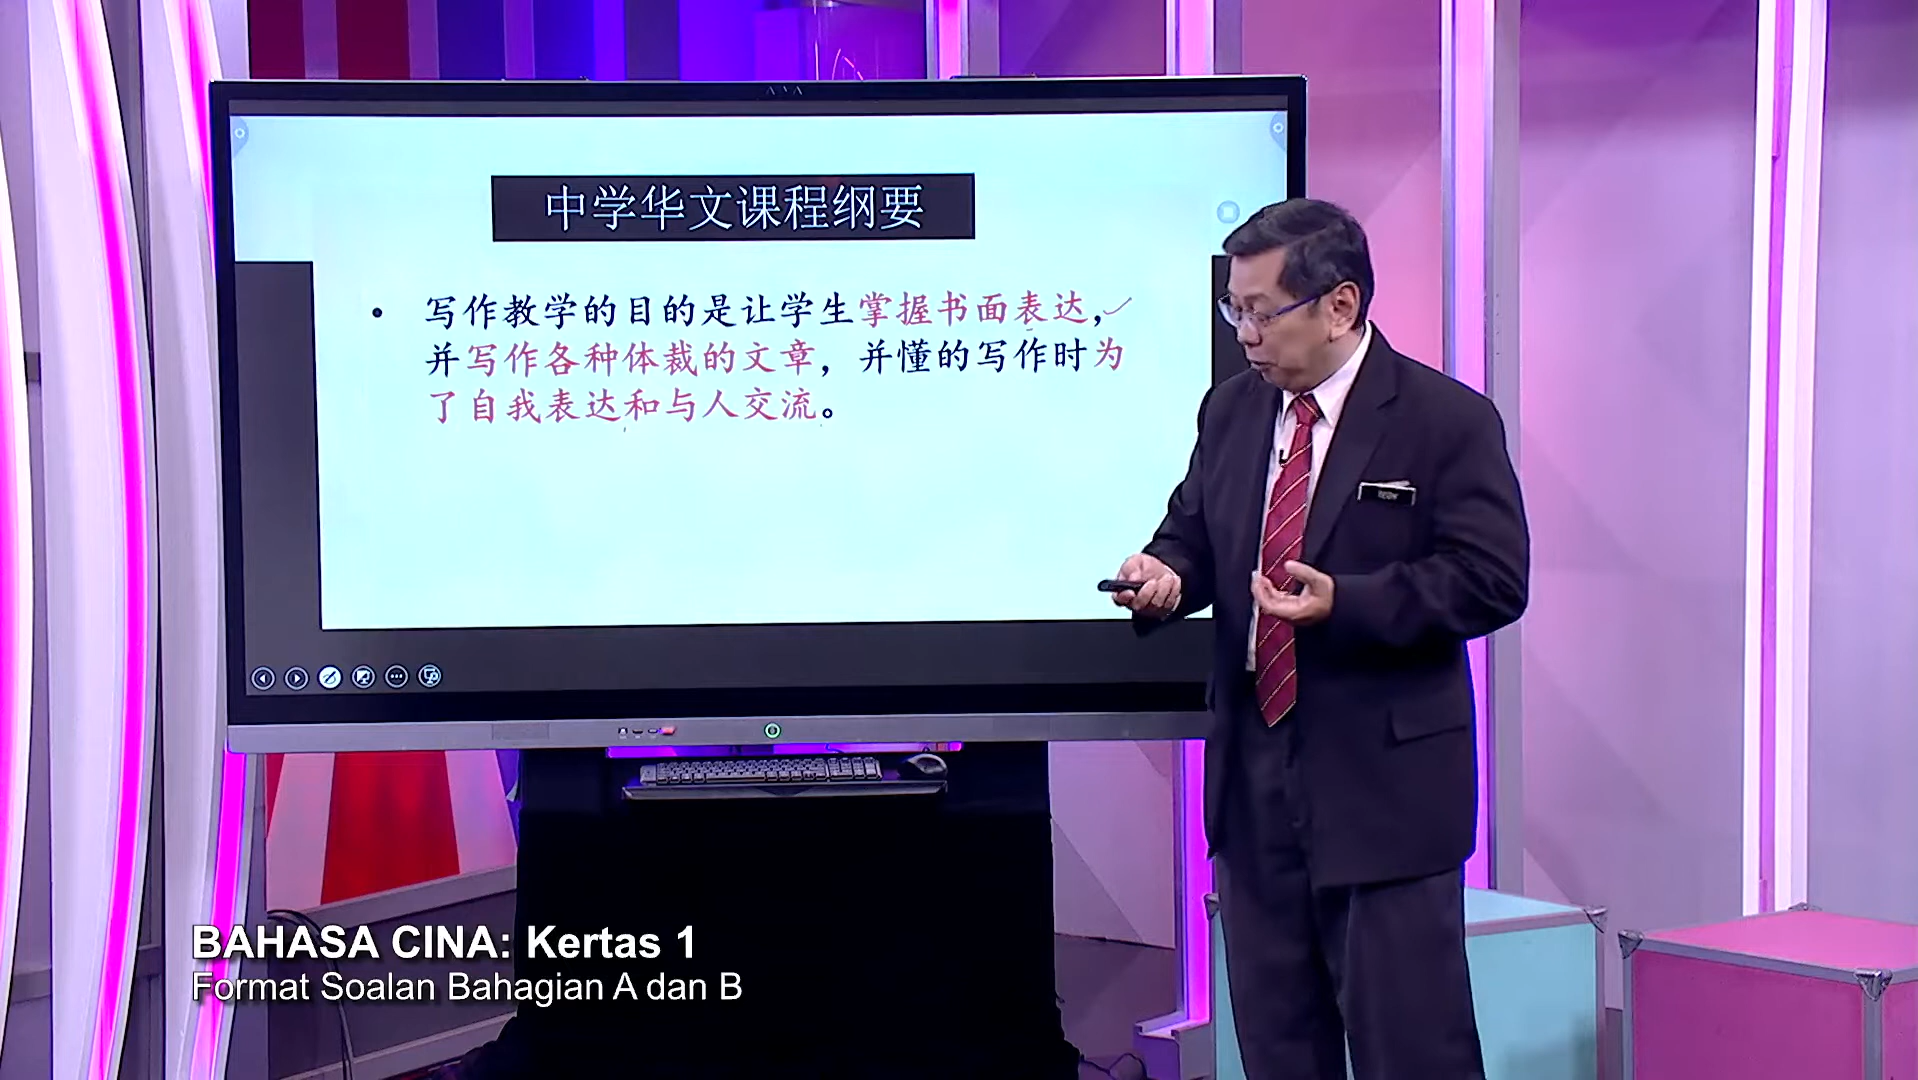 中学华文课程纲要
• 写作教学的目的是让学生掌握书面表达，
并写作各种体裁的文章，并懂的写作时为
了自我表达和与人交流。
BAHASA CINA: Kertas 1
Format Soalan Bahagian A dan B